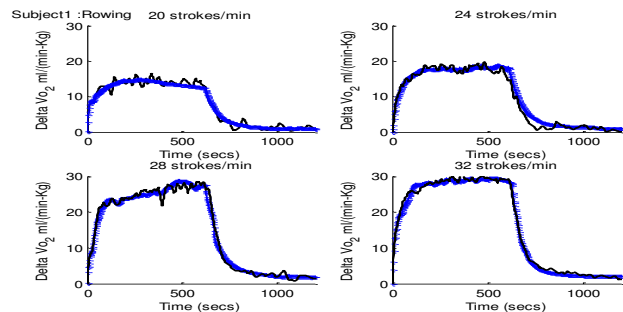 Subject1 :Rowing
20 strokes/min
30
20
10
0
Delta Vo2 ml/(min-Kg)
0 500 1000
Time (secs)
24 strokes/min
30
20
10
0
Delta Vo2 ml/(min-Kg)
0 500 1000
Time (secs)
28 strokes/min
30
20
10
0
Delta Vo2 ml/(min-Kg)
0 500 1000
Time (secs)
32 strokes/min
30
20
10
0
Delta Vo2 ml/(min-Kg)
0 500 1000
Time (secs)